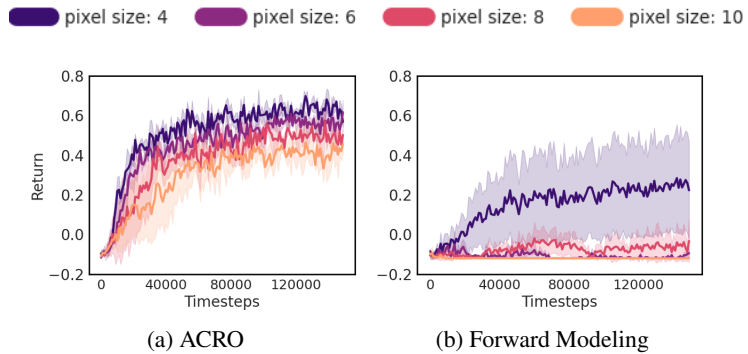 pixel size: 4 pixel size: 6 pixel size: 8 pixel size: 10
0.8 0.8
0.6 0.6
0.4 0.4
0.2 0.2
0.0 0.0
−0.2 −0.2
Return
0 40000 80000 120000 0 40000 80000 120000
Timesteps Timesteps
(a) ACRO (b) Forward Modeling